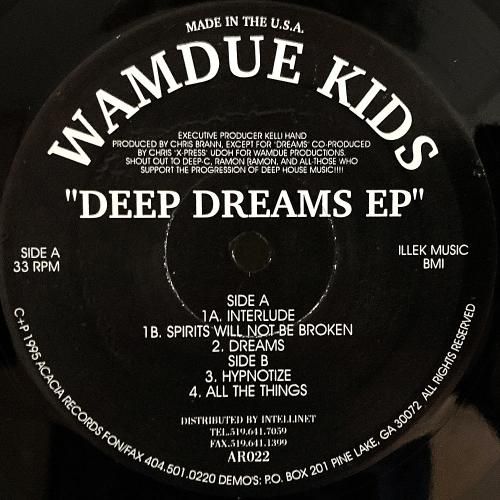 MADE IN THE U.S.A.
WAMDUE KIDS
EXECUTIVE PRODUCER KELLI HAND
PRODUCED BY CHRIS BRANN, EXCEPT FOR 'DREAMS' CO-PRODUCED
BY CHRIS 'X-PRESS' UDOH FOR WAMDUE PRODUCTIONS.
SHOUT OUT TO DEEP-C, RAMON RAMON, AND ALL THOSE WHO
SUPPORT THE PROGRESSION OF DEEP HOUSE MUSIC!!!!
"DEEP DREAMS EP"
SIDE A
33 RPM
ILLEK MUSIC
BMI
SIDE A
1A. INTERLUDE
1B. SPIRITS WILL NOT BE BROKEN
2. DREAMS
SIDE B
3. HYPNOTIZE
4. ALL THE THINGS
DISTRIBUTED BY INTELLINET
TEL.519.641.7059
FAX.519.641.1399
AR022
C+P 1995 ACACIA RECORDS FON/FAX 404.501.0220 DEMO'S: P.O. BOX 201 PINE LAKE, GA 30072 ALL RIGHTS RESERVED